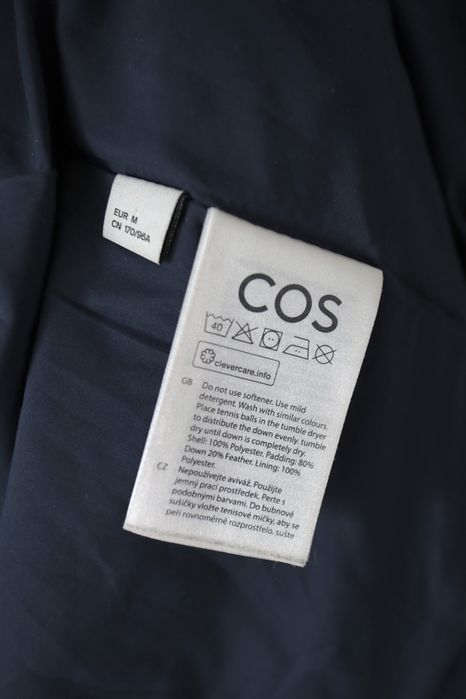 EUR M
CN 170/96A
COS
40
clevercare.info
GB
Do not use softener. Use mild
detergent. Wash with similar colours.
Place tennis balls in the tumble dryer
to distribute the down evenly. tumble
dry until down is completely dry.
Shell: 100% Polyester. Padding: 80%
Down 20% Feather. Lining: 100%
Polyester.
CZ
Nepoužívejte aviváž. Použijte
jemný prací prostředek. Perte s
podobnými barvami. Do bubnové
sušičky vložte tenisové míčky, aby se
peří rovnoměrně rozprostřelo. sušte